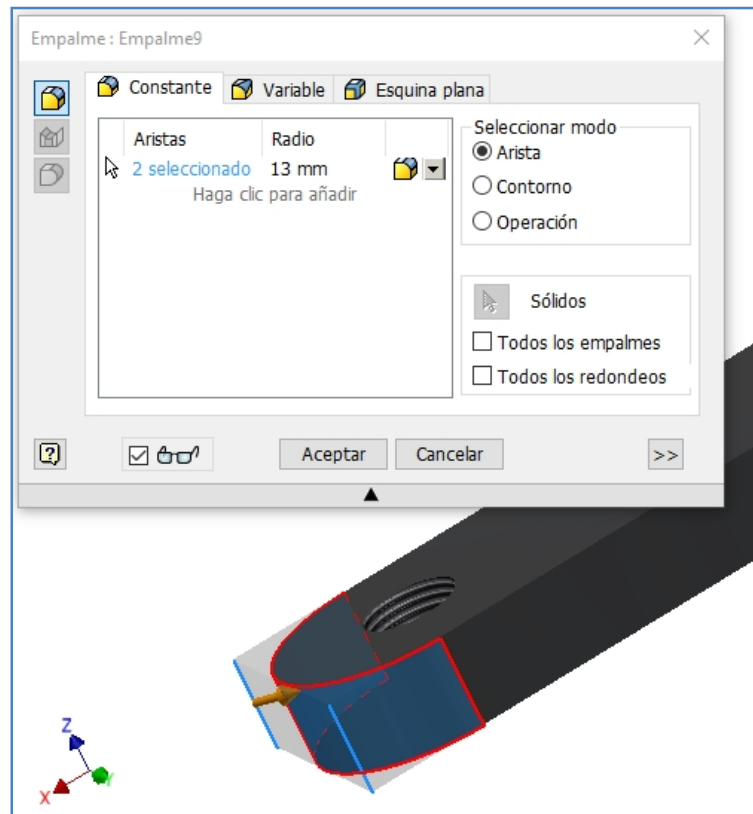 Empalme : Empalme9
Constante Variable Esquina plana
Aristas Radio
2 seleccionado 13 mm
Haga clic para añadir
Seleccionar modo
Arista
Contorno
Operación
Sólidos
Todos los empalmes
Todos los redondeos
Aceptar Cancelar >>
Z
Y
X